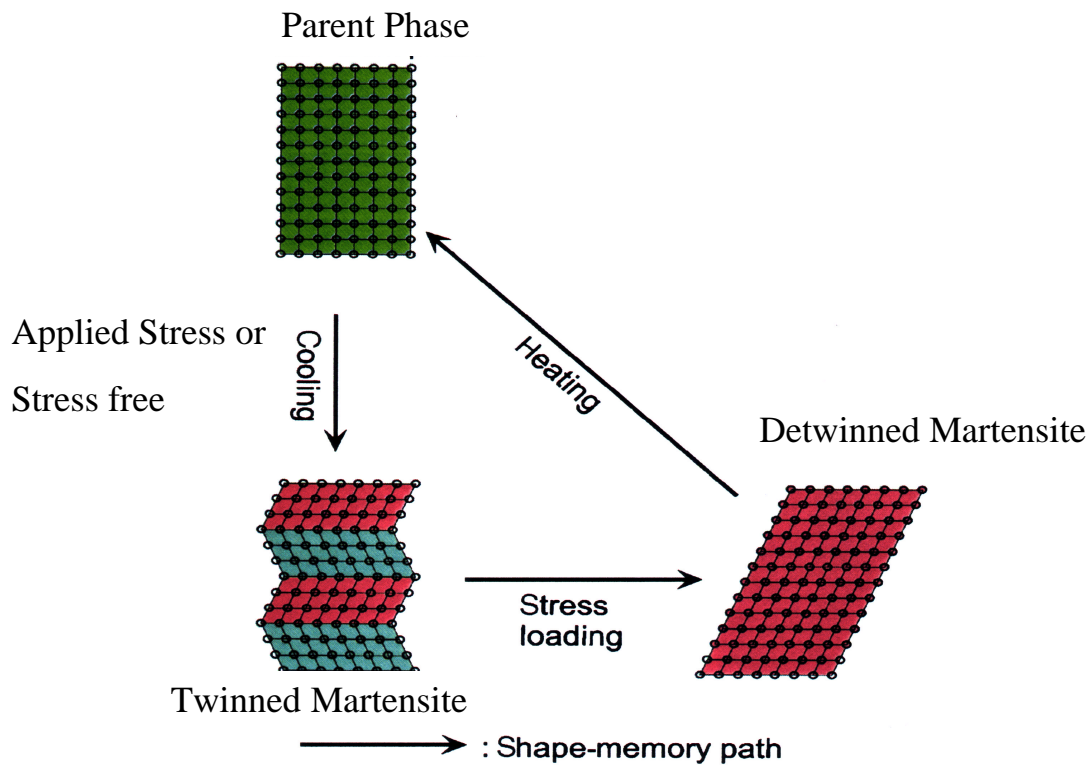 Parent Phase
Applied Stress or
Stress free
Cooling
Heating
Detwinned Martensite
Stress
loading
Twinned Martensite
: Shape-memory path